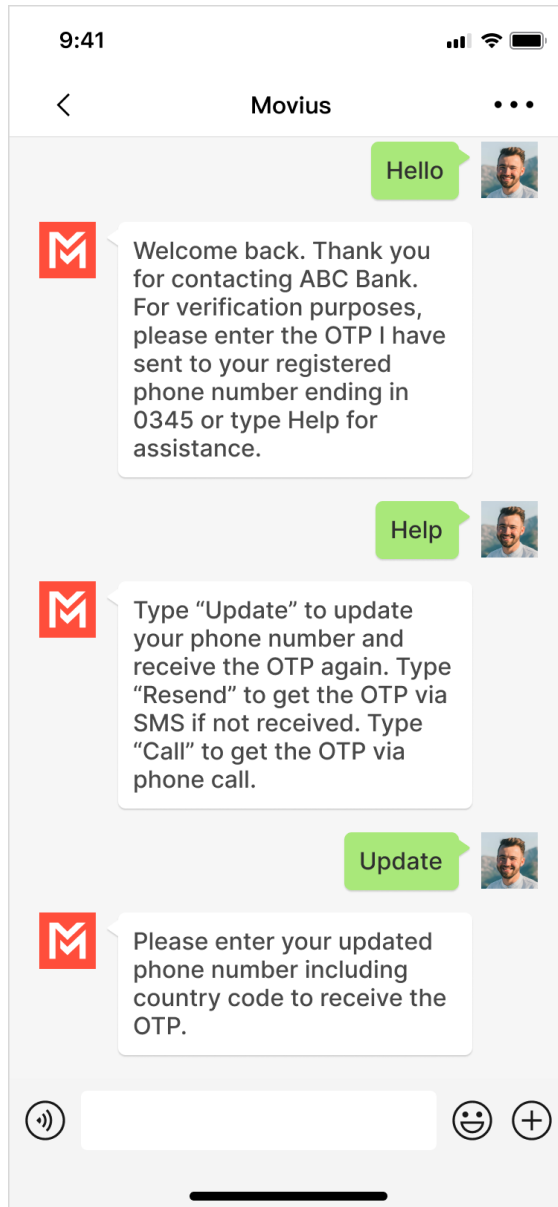 9:41
Movius
Hello
Welcome back. Thank you
for contacting ABC Bank.
For verification purposes,
please enter the OTP I have
sent to your registered
phone number ending in
0345 or type Help for
assistance.
Help
Type “Update” to update
your phone number and
receive the OTP again. Type
“Resend” to get the OTP via
SMS if not received. Type
“Call” to get the OTP via
phone call.
Update
Please enter your updated
phone number including
country code to receive the
OTP.